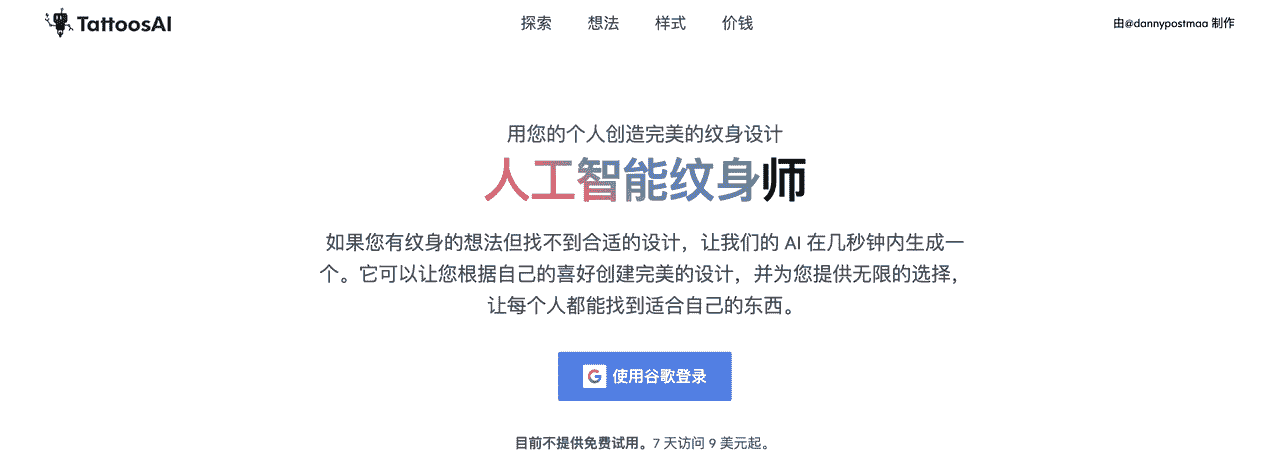 TattoosAI
探索 想法 样式 价钱
由@dannypostmaa 制作
用您的个人创造完美的纹身设计
人工智能纹身师
如果您有纹身的想法但找不到合适的设计，让我们的 AI 在几秒钟内生成一
个。它可以让您根据自己的喜好创建完美的设计，并为您提供无限的选择，
让每个人都能找到适合自己的东西。
使用谷歌登录
目前不提供免费试用。7 天访问 9 美元起。